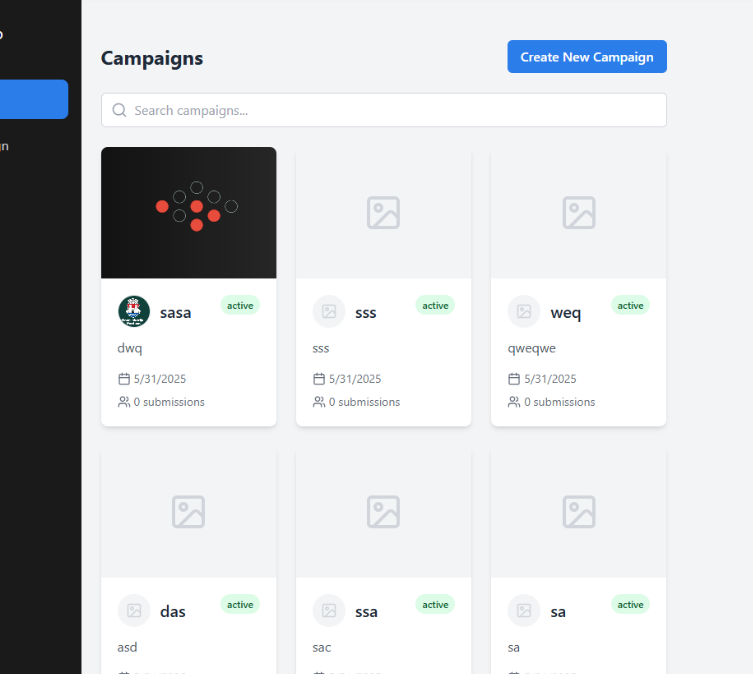 Campaigns
Create New Campaign
Search campaigns...
sasa
active
dwq
5/31/2025
0 submissions
sss
active
sss
5/31/2025
0 submissions
weq
active
qweqwe
5/31/2025
0 submissions
das
active
asd
ssa
active
sac
sa
active
sa